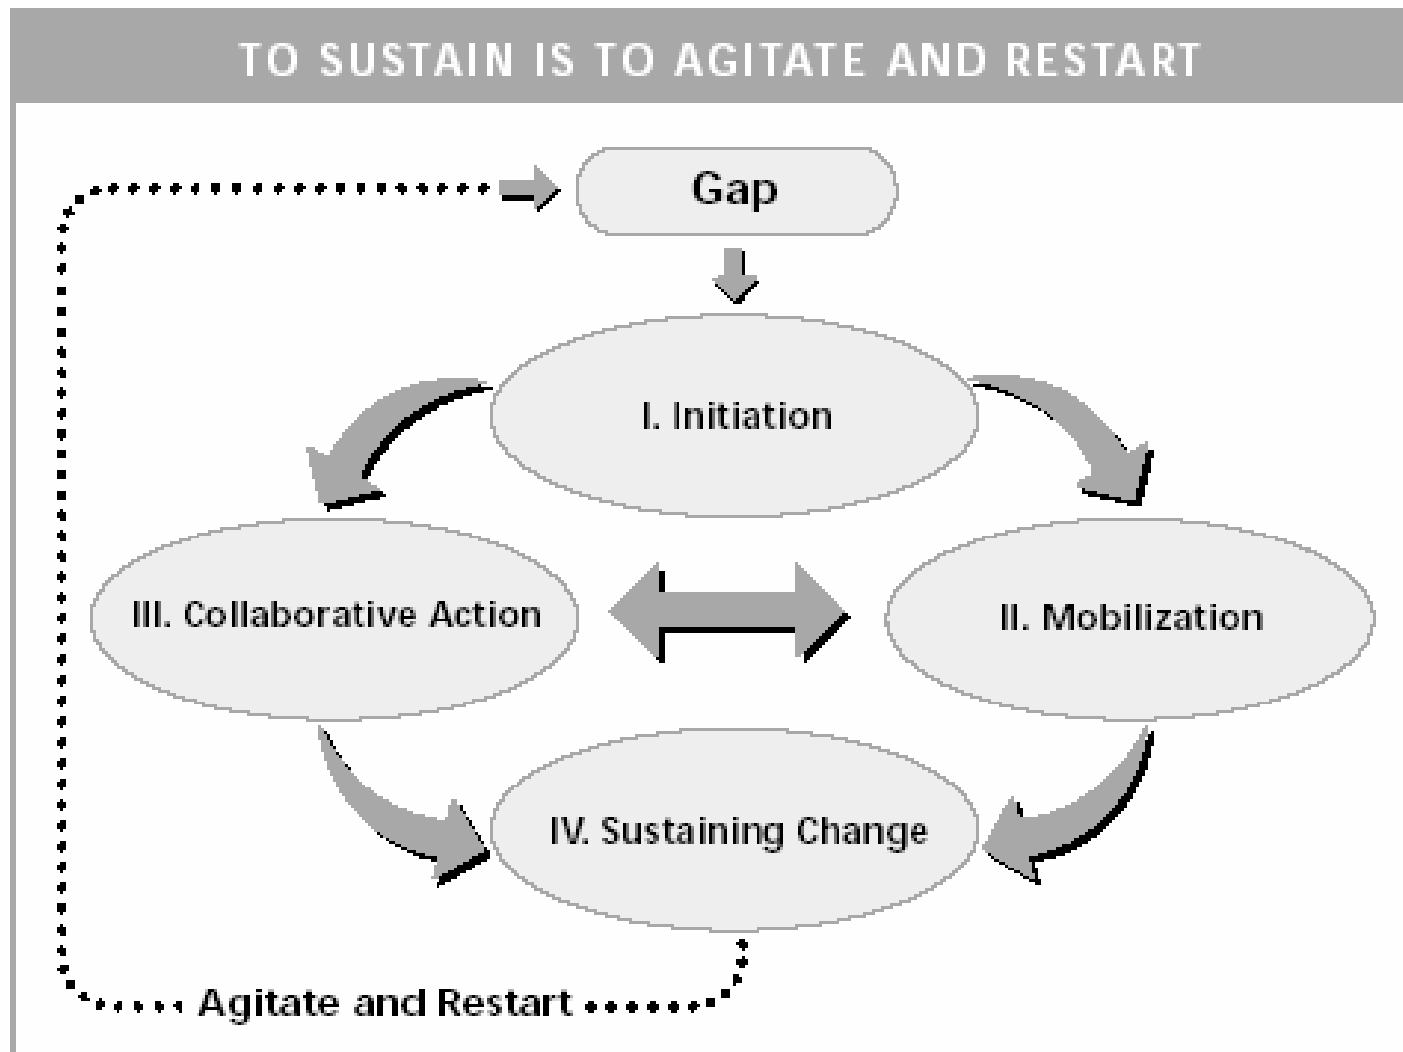 TO SUSTAIN IS TO AGITATE AND RESTART
Gap
I. Initiation
III. Collaborative Action
II. Mobilization
IV. Sustaining Change
Agitate and Restart